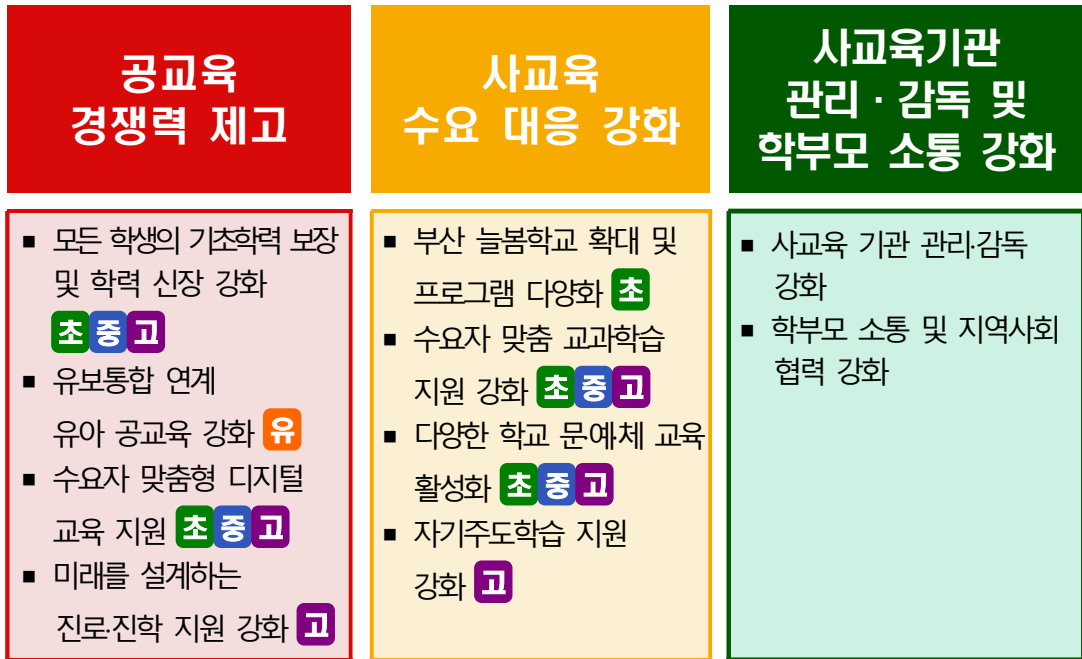 공교육
경쟁력 제고
■ 모든 학생의 기초학력 보장
및 학력 신장 강화
초 중 고
■ 유보통합 연계
유아 공교육 강화 유
■ 수요자 맞춤형 디지털
교육 지원 초 중 고
■ 미래를 설계하는
진로·진학 지원 강화 고
사교육
수요 대응 강화
■ 부산 늘봄학교 확대 및
프로그램 다양화 초
■ 수요자 맞춤 교과학습
지원 강화 초 중 고
■ 다양한 학교 문·예·체 교육
활성화 초 중 고
■ 자기주도학습 지원
강화 고
사교육기관
관리·감독 및
학부모 소통 강화
■ 사교육 기관 관리·감독
강화
■ 학부모 소통 및 지역사회
협력 강화